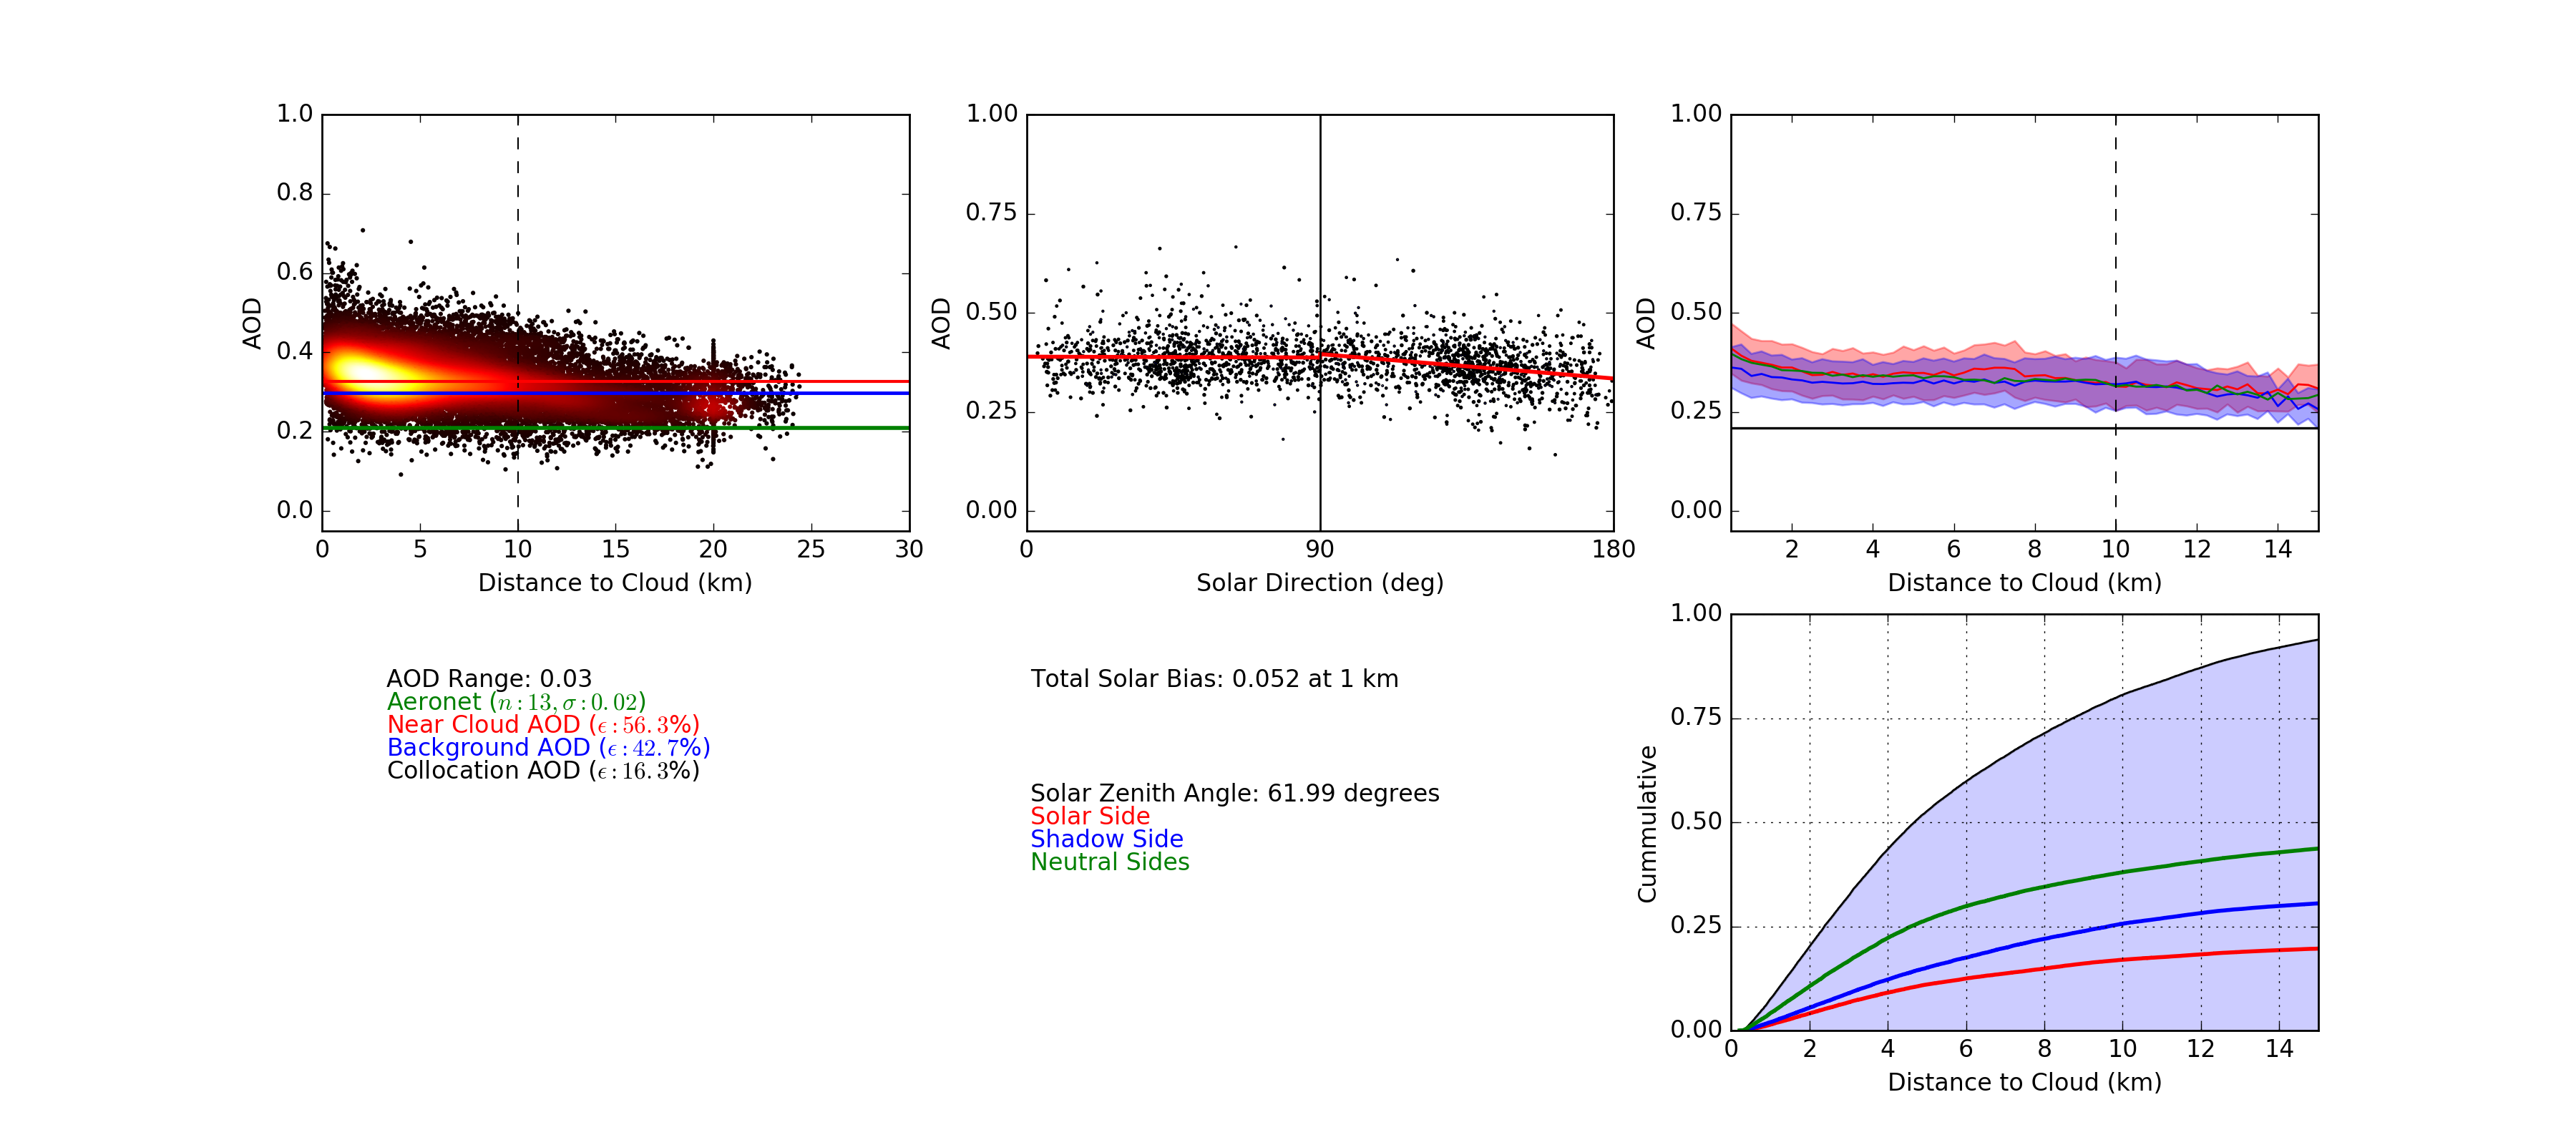 1.0
0.8
0.6
0.4
0.2
0.0
AOD
0 5 10 15 20 25 30
Distance to Cloud (km)
1.00
0.75
0.50
0.25
0.00
AOD
0 90 180
Solar Direction (deg)
1.00
0.75
0.50
0.25
0.00
AOD
2 4 6 8 10 12 14
Distance to Cloud (km)
AOD Range: 0.03
Aeronet (n : 13, σ : 0.02)
Near Cloud AOD (ϵ : 56.3%)
Background AOD (ϵ : 42.7%)
Collocation AOD (ϵ : 16.3%)
Total Solar Bias: 0.052 at 1 km
Solar Zenith Angle: 61.99 degrees
Solar Side
Shadow Side
Neutral Sides
1.00
0.75
0.50
0.25
0.00
Cummulative
0 2 4 6 8 10 12 14
Distance to Cloud (km)